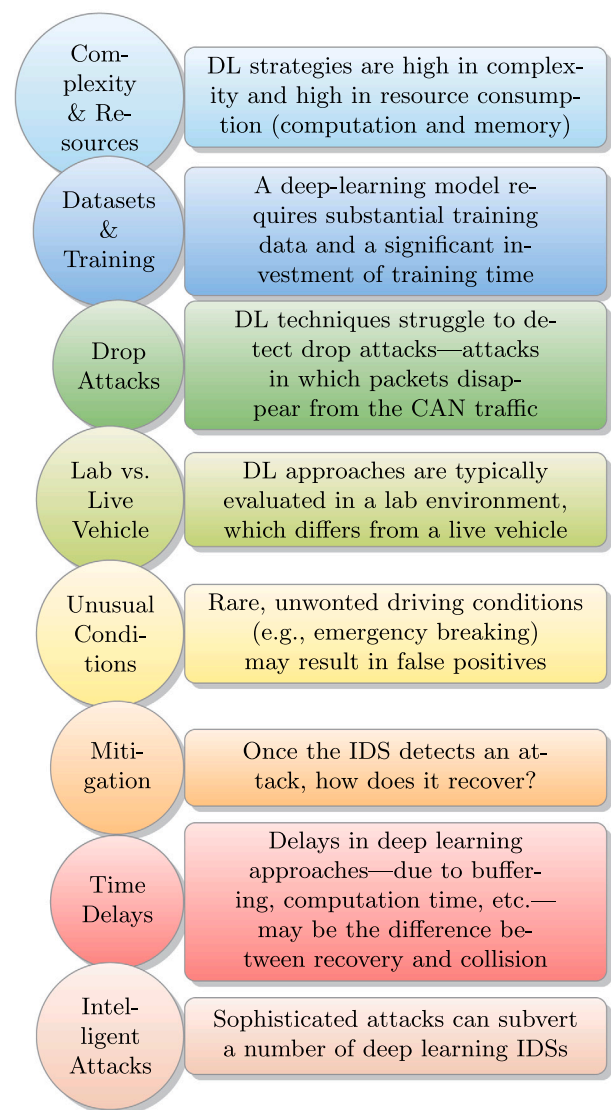 Com-
plexity
& Re-
sources
DL strategies are high in complex-
ity and high in resource consump-
tion (computation and memory)
Datasets
&
Training
A deep-learning model re-
quires substantial training
data and a significant in-
vestment of training time
Drop
Attacks
DL techniques struggle to de-
tect drop attacks—attacks
in which packets disap-
pear from the CAN traffic
Lab vs.
Live
Vehicle
DL approaches are typically
evaluated in a lab environment,
which differs from a live vehicle
Unusual
Condi-
tions
Rare, unwonted driving conditions
(e.g., emergency breaking)
may result in false positives
Miti-
gation
Once the IDS detects an at-
tack, how does it recover?
Time
Delays
Delays in deep learning
approaches—due to buffer-
ing, computation time, etc.—
may be the difference be-
tween recovery and collision
Intel-
ligent
Attacks
Sophisticated attacks can subvert
a number of deep learning IDSs